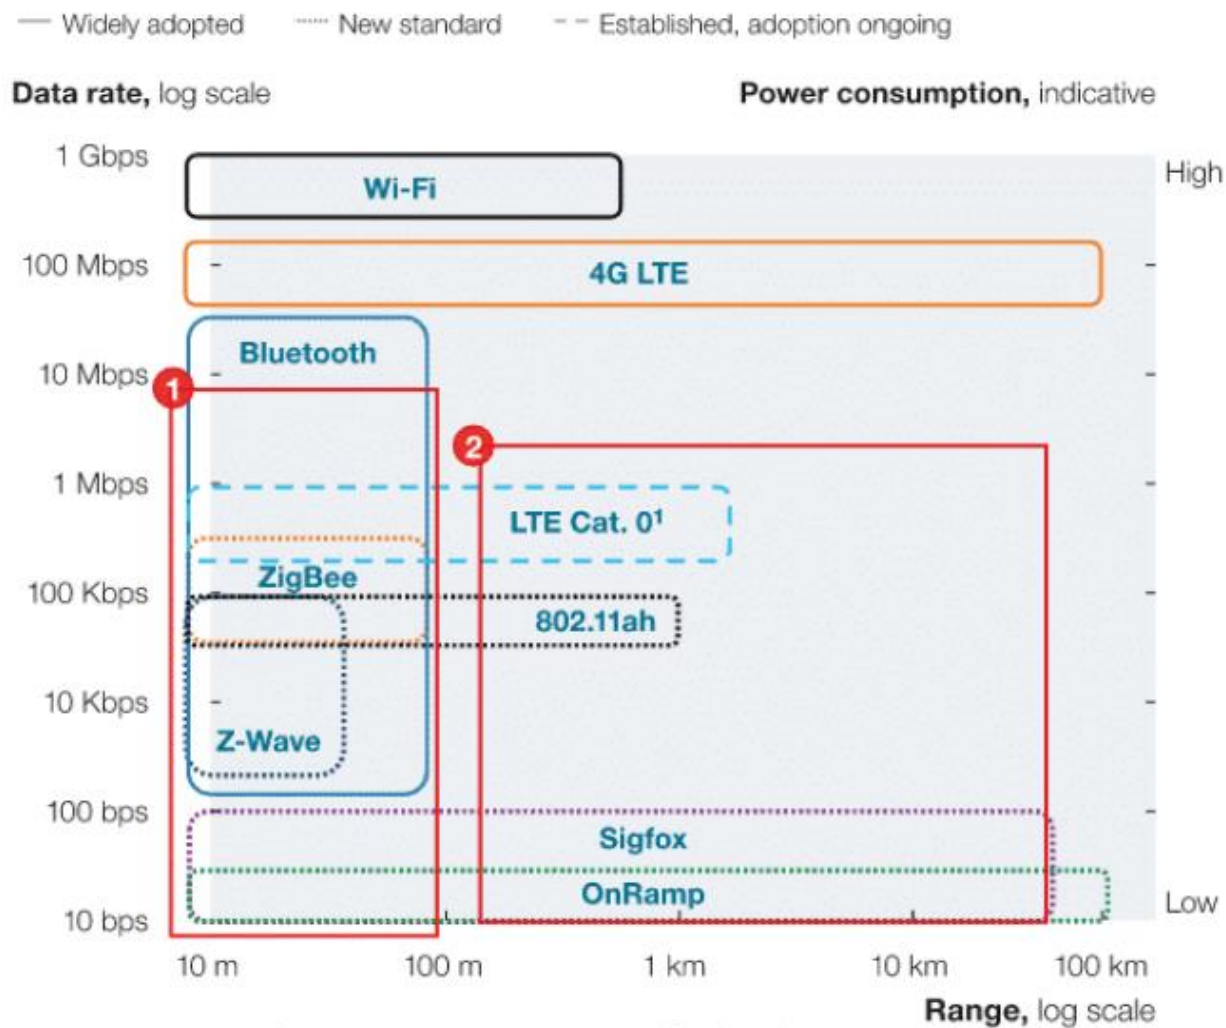 Widely adopted New standard Established, adoption ongoing
Data rate, log scale Power consumption, indicative
1 Gbps
High
Wi-Fi
100 Mbps
4G LTE
Bluetooth
10 Mbps
1
2
1 Mbps
LTE Cat. 0¹
ZigBee
100 Kbps
802.11ah
10 Kbps
Z-Wave
100 bps
Sigfox
OnRamp
Low
10 bps
10 m 100 m 1 km 10 km 100 km
Range, log scale